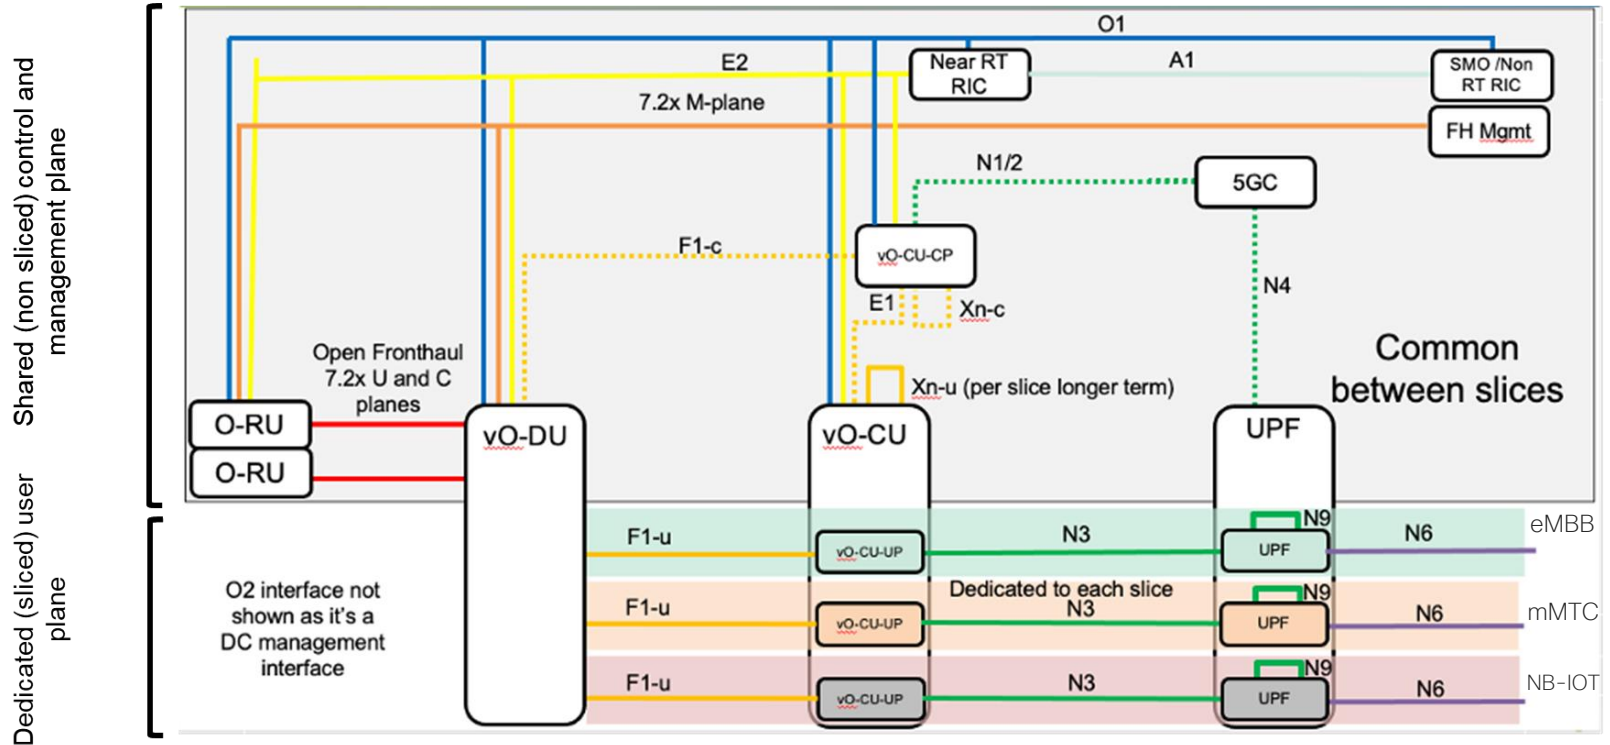 Shared (non sliced) control and
management plane
Dedicated (sliced) user
plane
O1
E2
Near RT
RIC
A1
SMO /Non
RT RIC
7.2x M-plane
FH Mgmt
N1/2
5GC
F1-c
vO-CU-CP
N4
E1
Xn-c
Common
between slices
Open Fronthaul
7.2x U and C
planes
Xn-u (per slice longer term)
O-RU
O-RU
vO-DU
vO-CU
UPF
O2 interface not
shown as it's a
DC management
interface
F1-u
vO-CU-UP
N3
N9
UPF
N6
eMBB
Dedicated to each slice
F1-u
vO-CU-UP
N3
N9
UPF
N6
mMTC
F1-u
vO-CU-UP
N3
N9
UPF
N6
NB-IOT